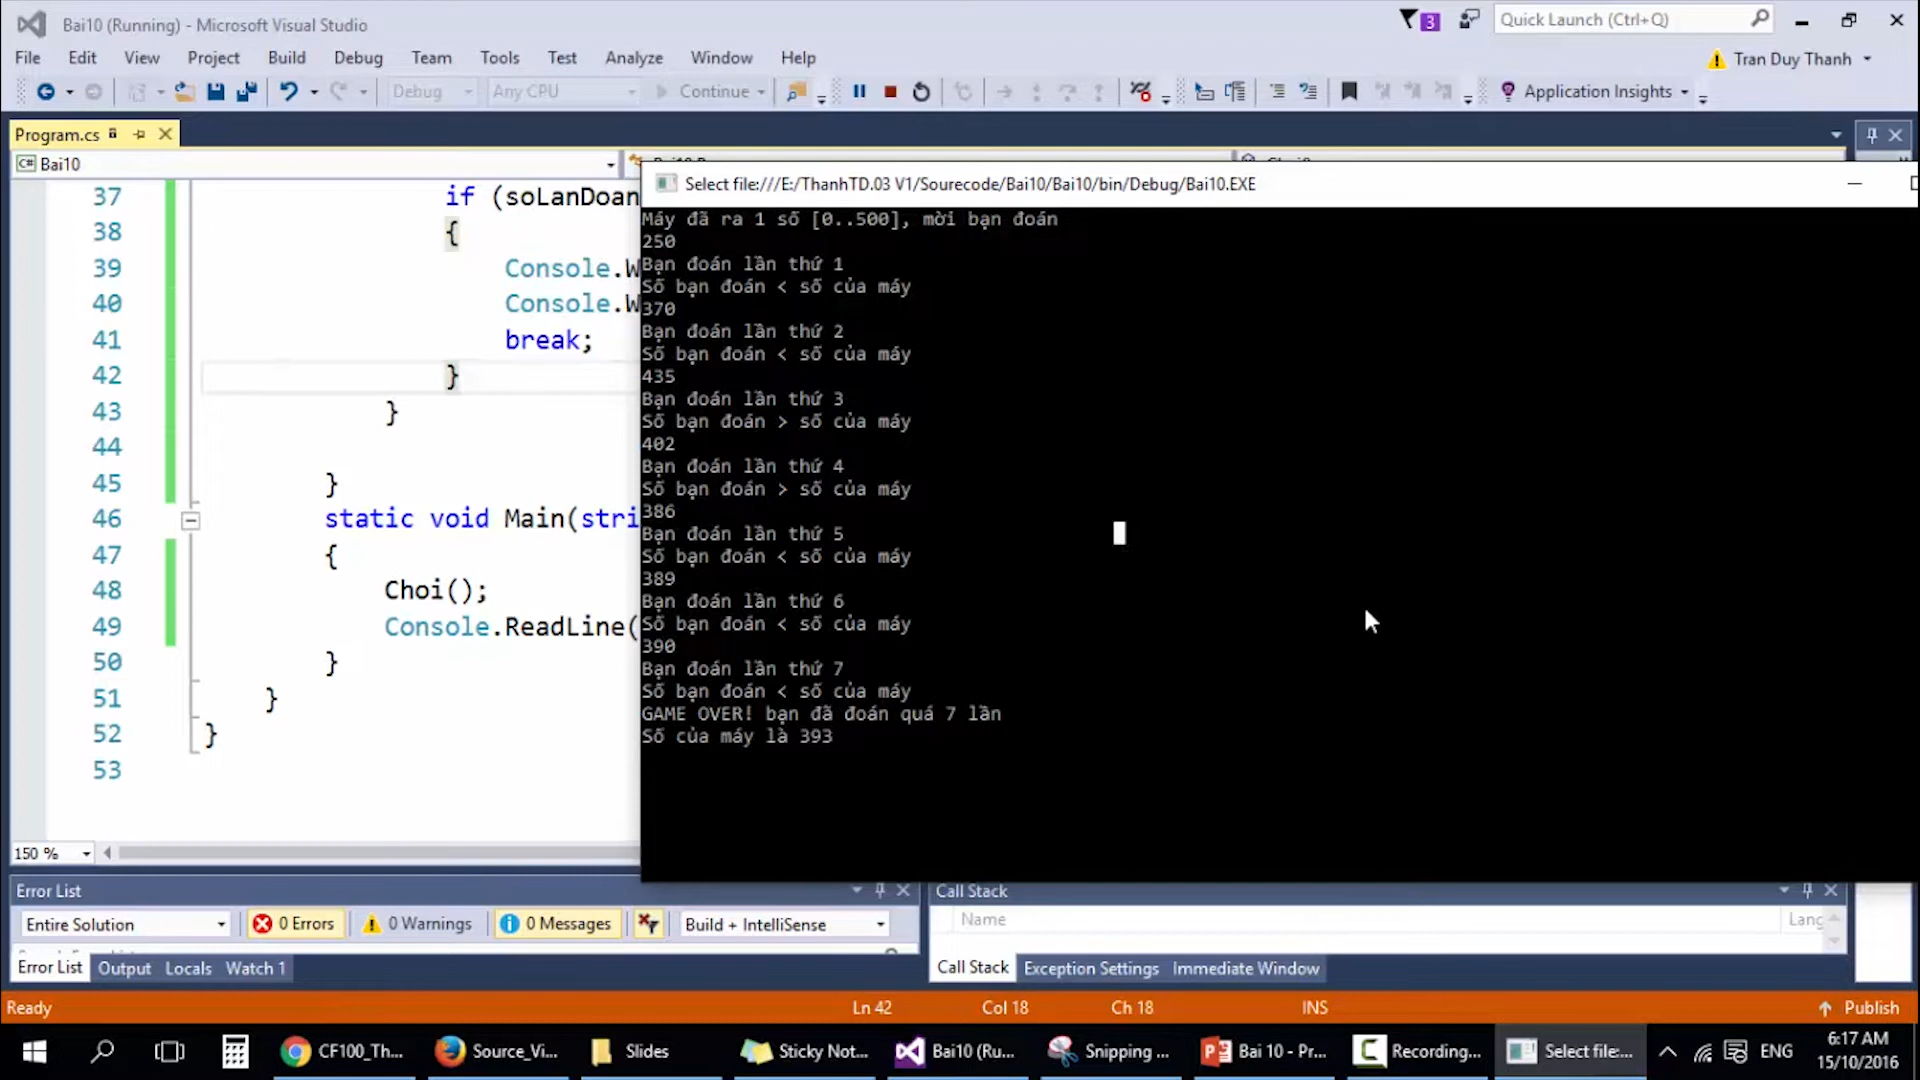 Bai10 (Running) - Microsoft Visual Studio
3
Quick Launch (Ctrl+Q)
File Edit View Project Build Debug Team Tools Test Analyze Window Help
Tran Duy Thanh
Debug Any CPU Continue Application Insights
Program.cs
C# Bai10
Select file:///E:/ThanhTD.03 V1/Sourecode/Bai10/Bai10/bin/Debug/Bai10.EXE
37 if (soLanDoan
38 {
39 Console.W
40 Console.W
41 break;
42 }
43 }
44
45 }
46 static void Main(stri
47 {
48 Choi();
49 Console.ReadLine(
50 }
51 }
52 }
53
Máy đã ra 1 số [0..500], mời bạn đoán
250
Bạn đoán lần thứ 1
Số bạn đoán < số của máy
370
Bạn đoán lần thứ 2
Số bạn đoán < số của máy
435
Bạn đoán lần thứ 3
Số bạn đoán > số của máy
402
Bạn đoán lần thứ 4
Số bạn đoán > số của máy
386
Bạn đoán lần thứ 5
Số bạn đoán < số của máy
389
Bạn đoán lần thứ 6
Số bạn đoán < số của máy
390
Bạn đoán lần thứ 7
Số bạn đoán < số của máy
GAME OVER! bạn đã đoán quá 7 lần
Số của máy là 393
150 %
Error List
Entire Solution 0 Errors 0 Warnings 0 Messages Build + IntelliSense
Error List Output Locals Watch 1
Call Stack
Name Lang
Call Stack Exception Settings Immediate Window
Ready Ln 42 Col 18 Ch 18 INS Publish
CF100_Th... Source_Vi... Slides Sticky Not... Bai10 (Ru... Snipping ... Bai 10 - Pr... Recording... Select file:... ENG
6:17 AM
15/10/2016